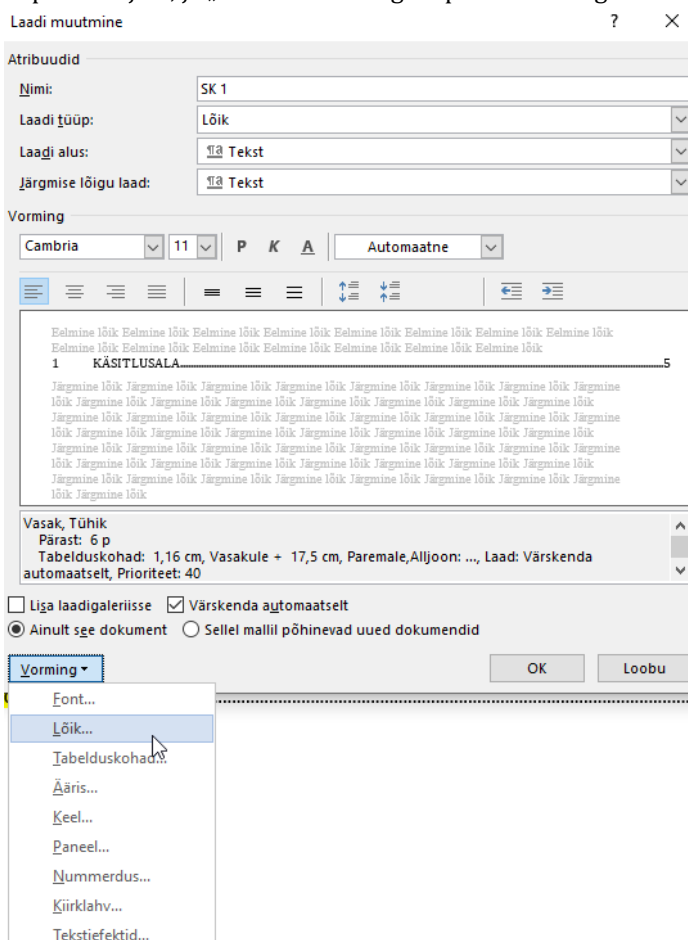 Laadi muutmine ? ✕
Atribuudid
Nimi: SK 1
Laadi tüüp: Lõik
Laadi alus: ¶a Tekst
Järgmise lõigu laad: ¶a Tekst
Vorming
Cambria 11 P K A Automaatne
Eelmine lõik Eelmine lõik Eelmine lõik Eelmine lõik Eelmine lõik Eelmine lõik Eelmine lõik Eelmine lõik
Eelmine lõik Eelmine lõik Eelmine lõik Eelmine lõik Eelmine lõik Eelmine lõik Eelmine lõik
1 KÄSITLUSALA 5
Järgmine lõik Järgmine lõik Järgmine lõik Järgmine lõik Järgmine lõik Järgmine lõik Järgmine lõik Järgmine
lõik Järgmine lõik Järgmine lõik Järgmine lõik Järgmine lõik Järgmine lõik Järgmine lõik Järgmine lõik
Järgmine lõik Järgmine lõik Järgmine lõik Järgmine lõik Järgmine lõik Järgmine lõik Järgmine lõik Järgmine
lõik Järgmine lõik Järgmine lõik Järgmine lõik Järgmine lõik Järgmine lõik Järgmine lõik Järgmine lõik
Järgmine lõik Järgmine lõik Järgmine lõik Järgmine lõik Järgmine lõik Järgmine lõik Järgmine lõik Järgmine
lõik Järgmine lõik Järgmine lõik Järgmine lõik Järgmine lõik Järgmine lõik Järgmine lõik Järgmine lõik
Järgmine lõik Järgmine lõik Järgmine lõik Järgmine lõik Järgmine lõik Järgmine lõik Järgmine lõik Järgmine
lõik Järgmine lõik
Vasak, Tühik
Pärast: 6 p
Tabelduskohad: 1,16 cm, Vasakule + 17,5 cm, Paremale,Alljoon: ..., Laad: Värskenda
automaatselt, Prioriteet: 40
Lisa laadigaleriisse Värskenda automaatselt
Ainult see dokument Sellel mallil põhinevad uued dokumendid
Vorming OK Loobu
Font...
Lõik...
Tabelduskohad...
Ääris...
Keel...
Paneel...
Nummerdus...
Kiirklahv...
Tekstiefektid...